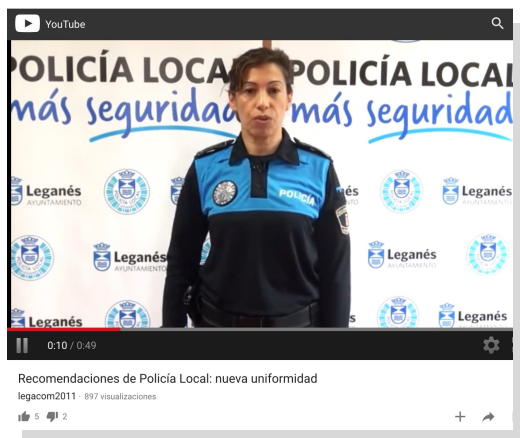 YouTube
POLICÍA LOCAL POLICÍA LOCAL
más seguridad más seguridad
POLICÍA
Leganés
AYUNTAMIENTO
Leganés
AYUNTAMIENTO
Leganés
AYUNTAMIENTO
Leganés
AYUNTAMIENTO
Leganés
Leganés
0:10 / 0:49
Recomendaciones de Policía Local: nueva uniformidad
legacom2011 · 897 visualizaciones
5 2